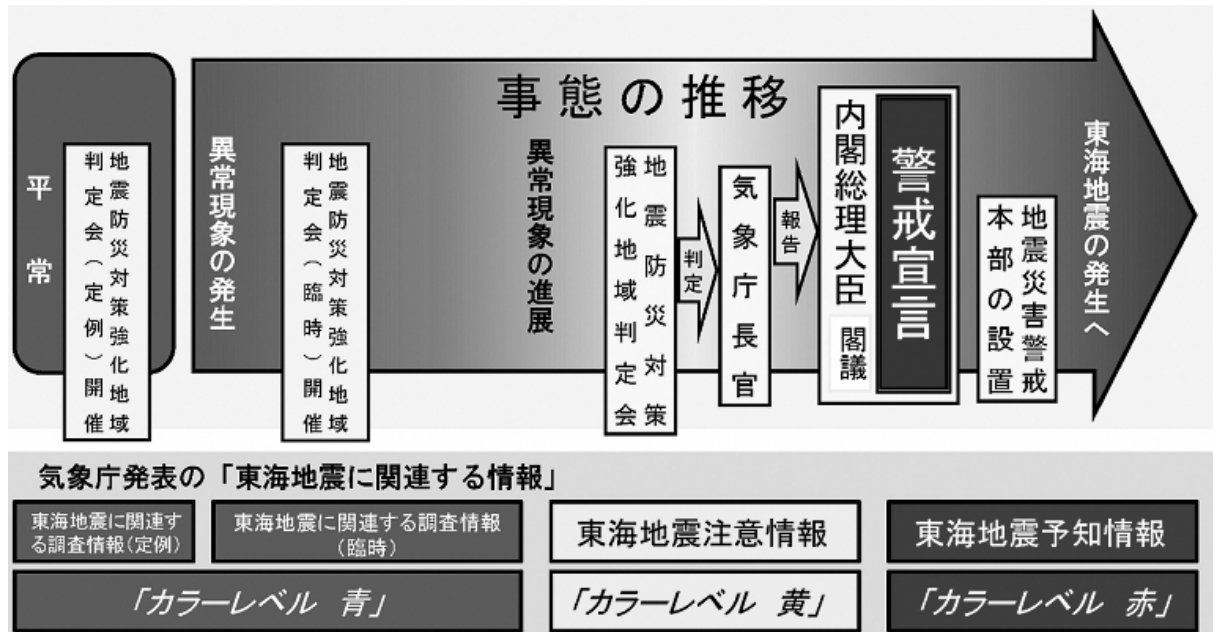 事態の推移
平常
地震防災対策強化地域
判定会（定例）開催
異常現象の発生
地震防災対策強化地域
判定会（臨時）開催
異常現象の進展
地震防災対策
強化地域判定会
判定
気象庁長官
報告
内閣総理大臣
閣議
警戒宣言
地震災害警戒
本部の設置
東海地震の発生へ
気象庁発表の「東海地震に関連する情報」
東海地震に関連す
る調査情報(定例)
東海地震に関連する調査情報
（臨時）
東海地震注意情報
東海地震予知情報
「カラーレベル 青」
「カラーレベル 黄」
「カラーレベル 赤」